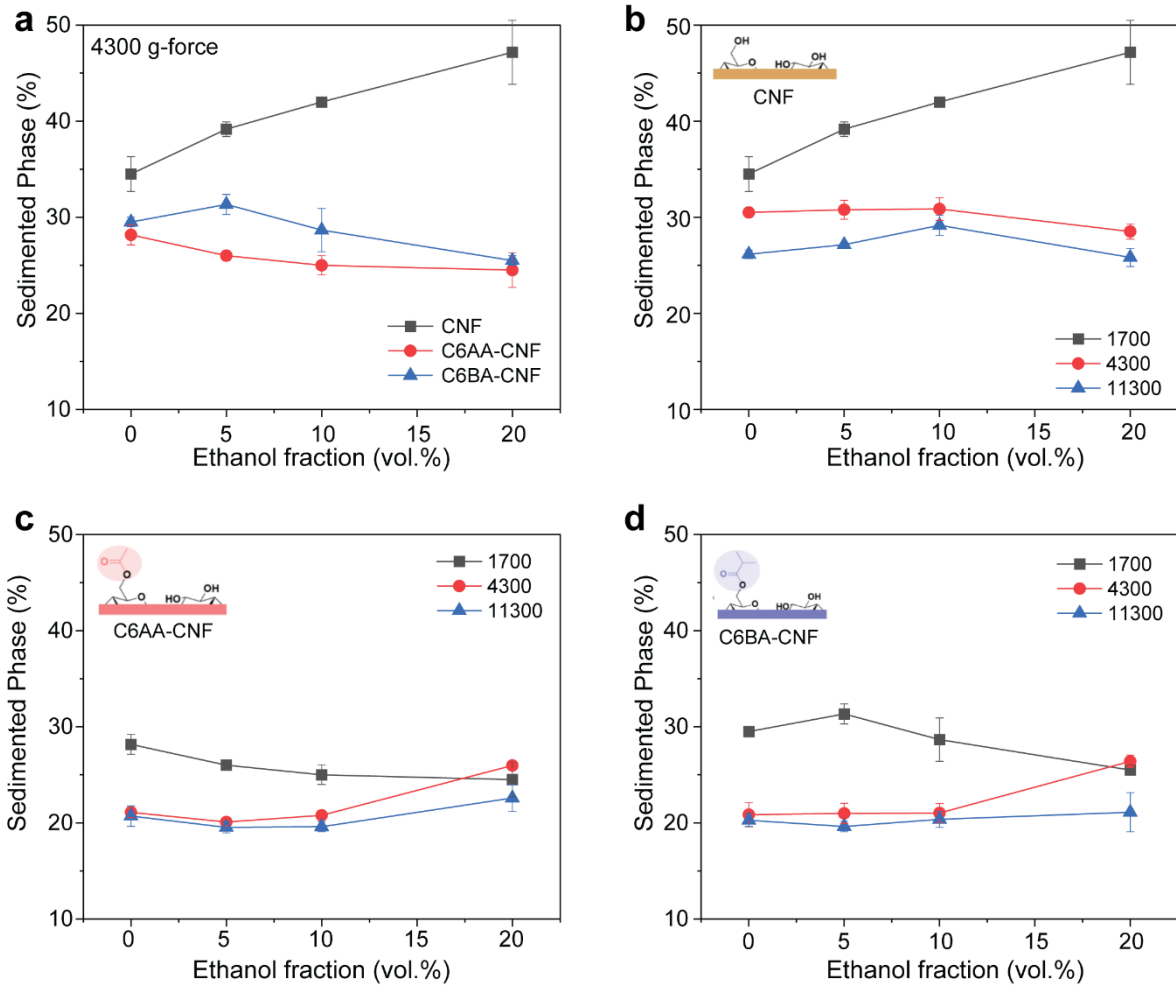 a
4300 g-force
50
40
30
20
10
0
5
10
15
20
Sedimented Phase (%)
Ethanol fraction (vol.%)
CNF
C6AA-CNF
C6BA-CNF
b
OH
O
HO
OH
CNF
50
40
30
20
10
0
5
10
15
20
Sedimented Phase (%)
Ethanol fraction (vol.%)
1700
4300
11300
c
O
O
O
HO
OH
C6AA-CNF
50
40
30
20
10
0
5
10
15
20
Sedimented Phase (%)
Ethanol fraction (vol.%)
1700
4300
11300
d
O
O
O
HO
OH
C6BA-CNF
50
40
30
20
10
0
5
10
15
20
Sedimented Phase (%)
Ethanol fraction (vol.%)
1700
4300
11300